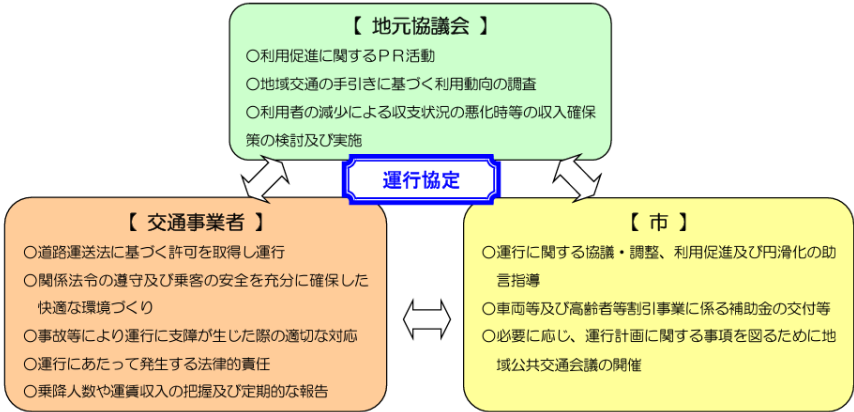 【 地元協議会 】
〇利用促進に関するPR活動
〇地域交通の手引きに基づく利用動向の調査
〇利用者の減少による収支状況の悪化時等の収入確保
策の検討及び実施
運行協定
【 交通事業者 】
〇道路運送法に基づく許可を取得し運行
〇関係法令の遵守及び乗客の安全を充分に確保した
快適な環境づくり
〇事故等により運行に支障が生じた際の適切な対応
〇運行にあたって発生する法律的責任
〇乗降人数や運賃収入の把握及び定期的な報告
【 市 】
〇運行に関する協議・調整、利用促進及び円滑化の助
言指導
〇車両等及び高齢者等割引事業に係る補助金の交付等
〇必要に応じ、運行計画に関する事項を図るために地
域公共交通会議の開催